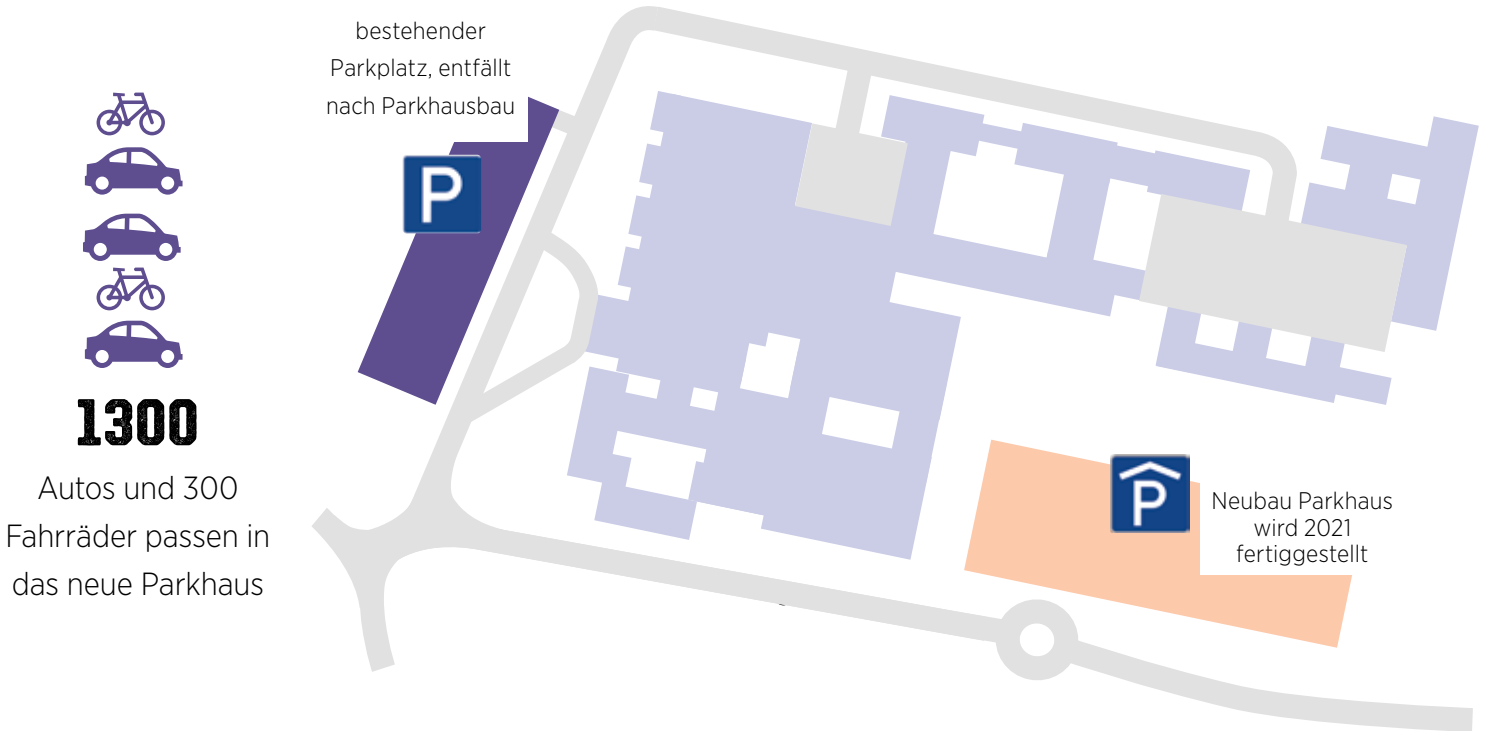 bestehender
Parkplatz, entfällt
nach Parkhausbau
P
1300
Autos und 300
Fahrräder passen in
das neue Parkhaus
P
Neubau Parkhaus
wird 2021
fertiggestellt